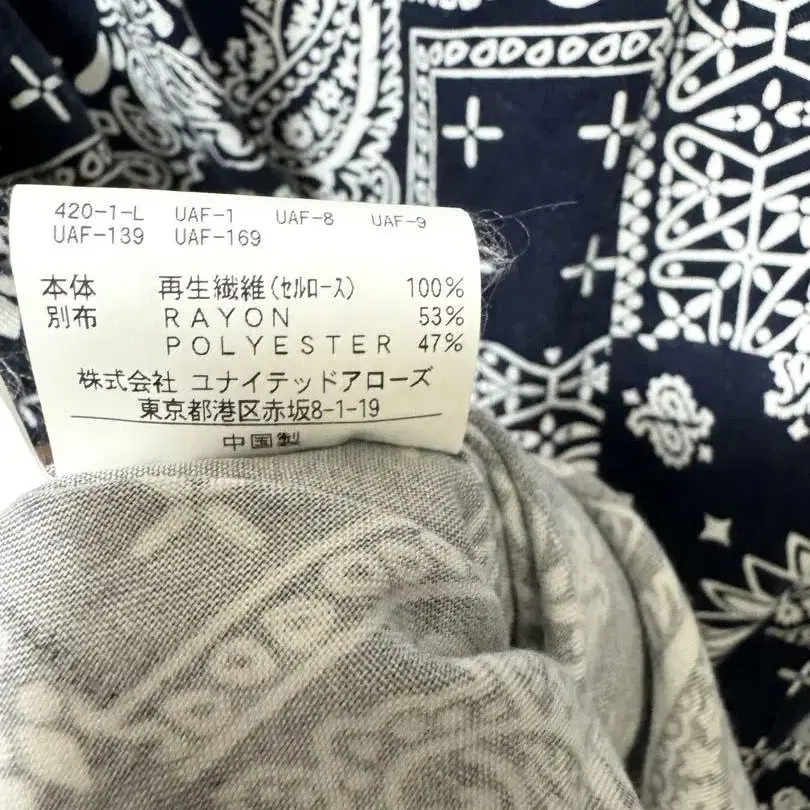 420-1-L UAF-1 UAF-8 UAF-9
UAF-139 UAF-169
本体 再生繊維(ｾﾙﾛｰｽ) 100%
別布 RAYON 53%
POLYESTER 47%
株式会社 ユナイテッドアローズ
東京都港区赤坂8-1-19
中国製